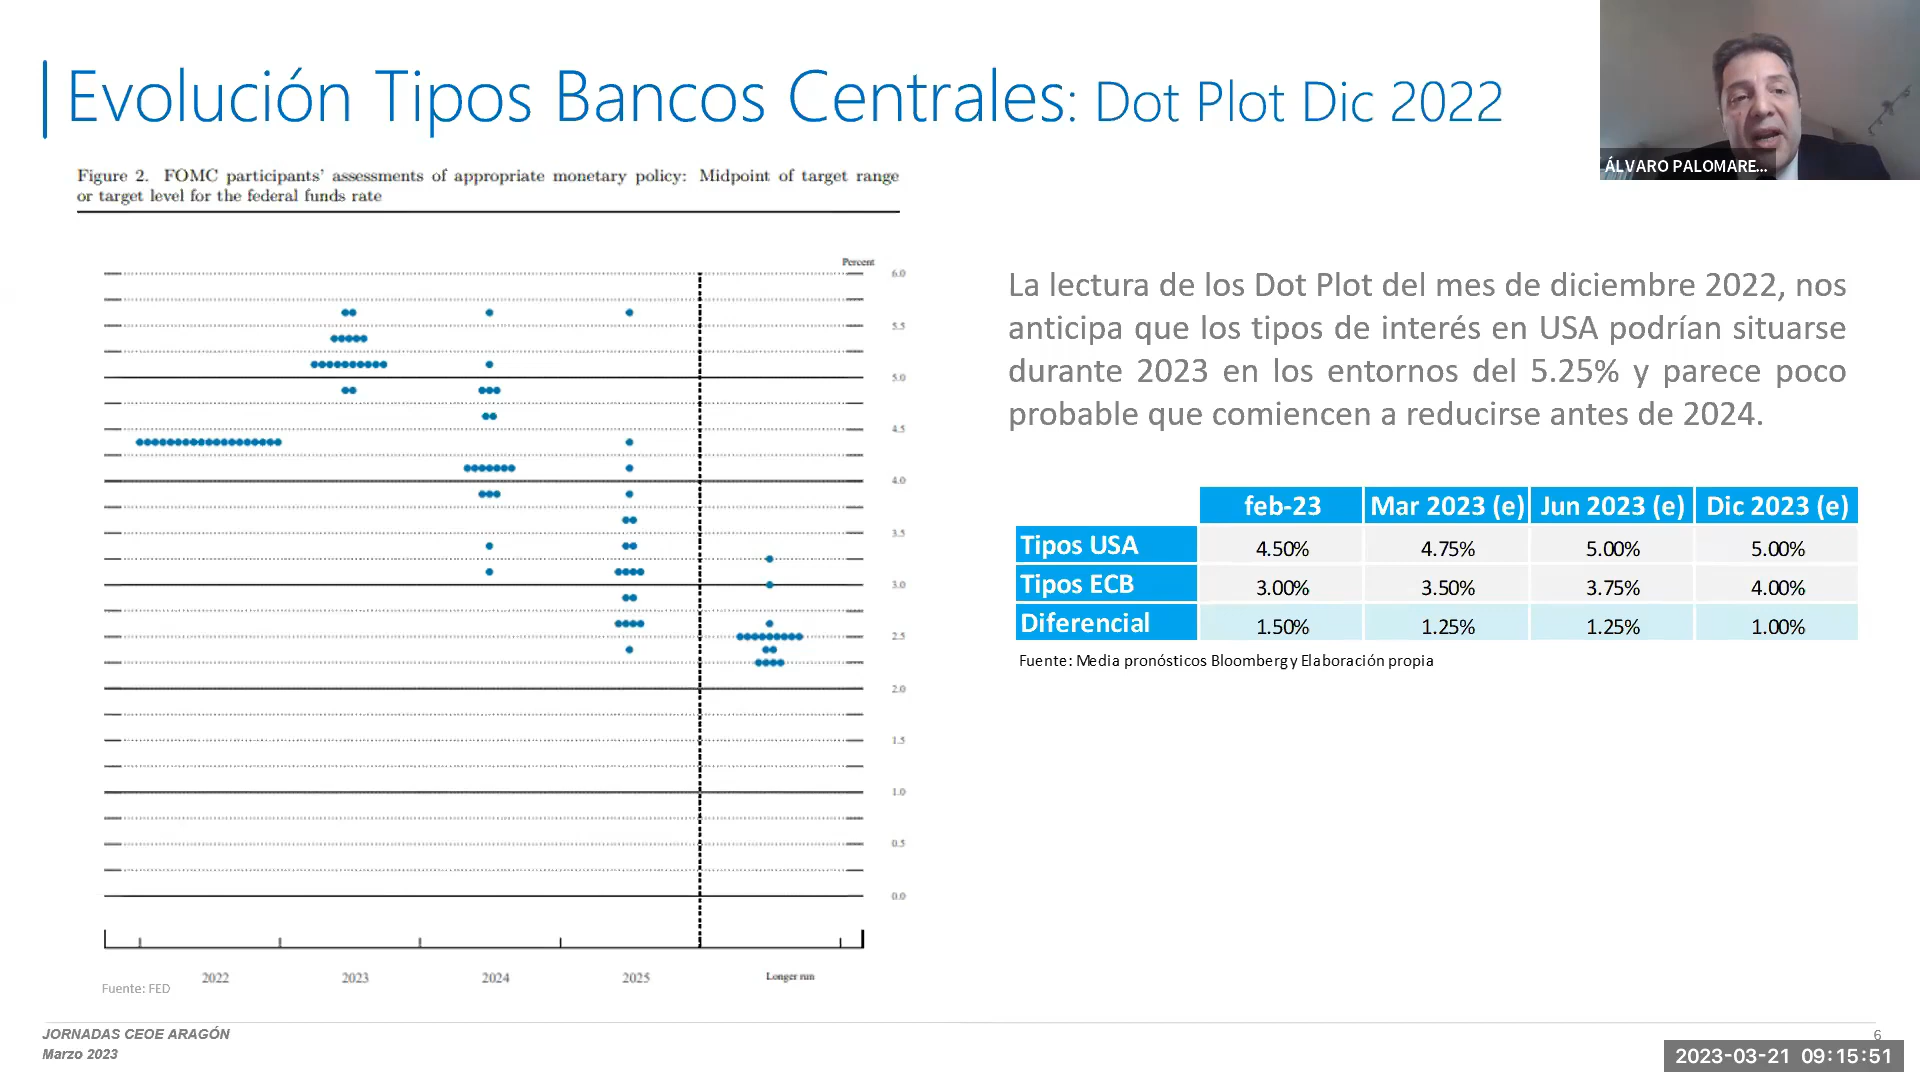 Evolución Tipos Bancos Centrales: Dot Plot Dic 2022
ÁLVARO PALOMARE...
Figure 2. FOMC participants' assessments of appropriate monetary policy: Midpoint of target range
or target level for the federal funds rate
Percent
6.0
5.5
5.0
4.5
4.0
3.5
3.0
2.5
2.0
1.5
1.0
0.5
0.0
2022 2023 2024 2025 Longer run
Fuente: FED
La lectura de los Dot Plot del mes de diciembre 2022, nos
anticipa que los tipos de interés en USA podrían situarse
durante 2023 en los entornos del 5.25% y parece poco
probable que comiencen a reducirse antes de 2024.
feb-23 Mar 2023 (e) Jun 2023 (e) Dic 2023 (e)
Tipos USA 4.50% 4.75% 5.00% 5.00%
Tipos ECB 3.00% 3.50% 3.75% 4.00%
Diferencial 1.50% 1.25% 1.25% 1.00%
Fuente: Media pronósticos Bloomberg y Elaboración propia
JORNADAS CEOE ARAGÓN
Marzo 2023
6
2023-03-21 09:15:51